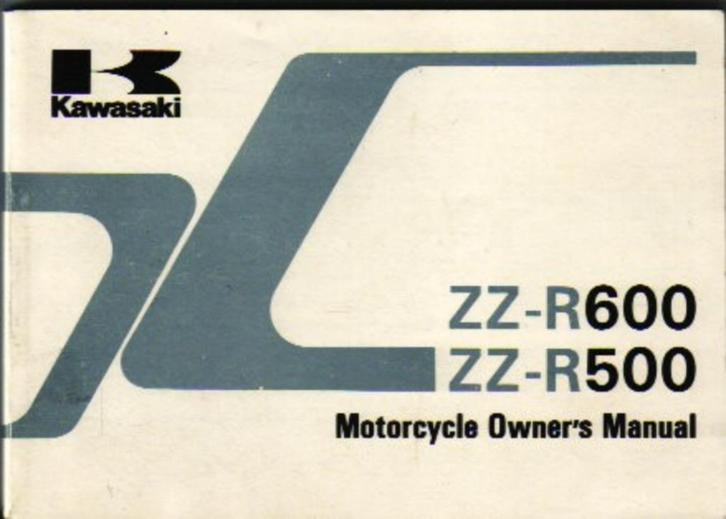 Kawasaki
ZZ-R600
ZZ-R500
Motorcycle Owner's Manual